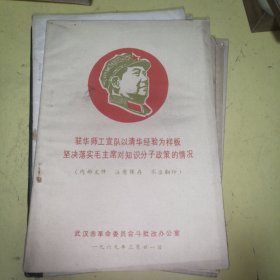 驻华师工宣队以清华经验为样板
坚决落实毛主席对知识分子政策的情况
（内部文件 注意保存 不要翻印）
武汉市革命委员会斗批改办公室
一九六九年三月廿一日